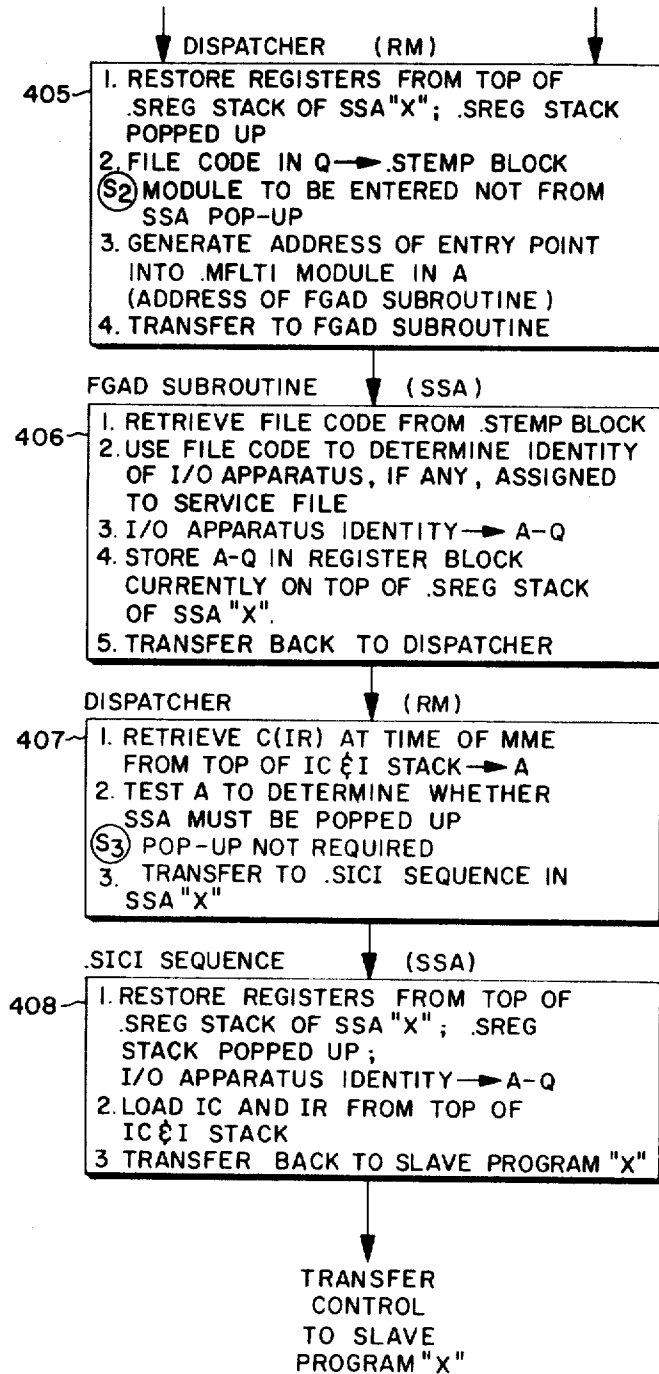 DISPATCHER (RM)
405
1. RESTORE REGISTERS FROM TOP OF
.SREG STACK OF SSA "X"; .SREG STACK
POPPED UP
2. FILE CODE IN Q→.STEMP BLOCK
S2 MODULE TO BE ENTERED NOT FROM
SSA POP-UP
3. GENERATE ADDRESS OF ENTRY POINT
INTO .MFLTI MODULE IN A
(ADDRESS OF FGAD SUBROUTINE)
4. TRANSFER TO FGAD SUBROUTINE
FGAD SUBROUTINE (SSA)
406
1. RETRIEVE FILE CODE FROM .STEMP BLOCK
2. USE FILE CODE TO DETERMINE IDENTITY
OF I/O APPARATUS, IF ANY, ASSIGNED
TO SERVICE FILE
3. I/O APPARATUS IDENTITY→ A-Q
4. STORE A-Q IN REGISTER BLOCK
CURRENTLY ON TOP OF .SREG STACK
OF SSA "X".
5. TRANSFER BACK TO DISPATCHER
DISPATCHER (RM)
407
1. RETRIEVE C(IR) AT TIME OF MME
FROM TOP OF IC & I STACK→ A
2. TEST A TO DETERMINE WHETHER
SSA MUST BE POPPED UP
S3 POP-UP NOT REQUIRED
3. TRANSFER TO .SICI SEQUENCE IN
SSA "X"
.SICI SEQUENCE (SSA)
408
1. RESTORE REGISTERS FROM TOP OF
.SREG STACK OF SSA "X"; .SREG
STACK POPPED UP;
I/O APPARATUS IDENTITY→ A-Q
2. LOAD IC AND IR FROM TOP OF
IC & I STACK
3 TRANSFER BACK TO SLAVE PROGRAM "X"
TRANSFER
CONTROL
TO SLAVE
PROGRAM "X"